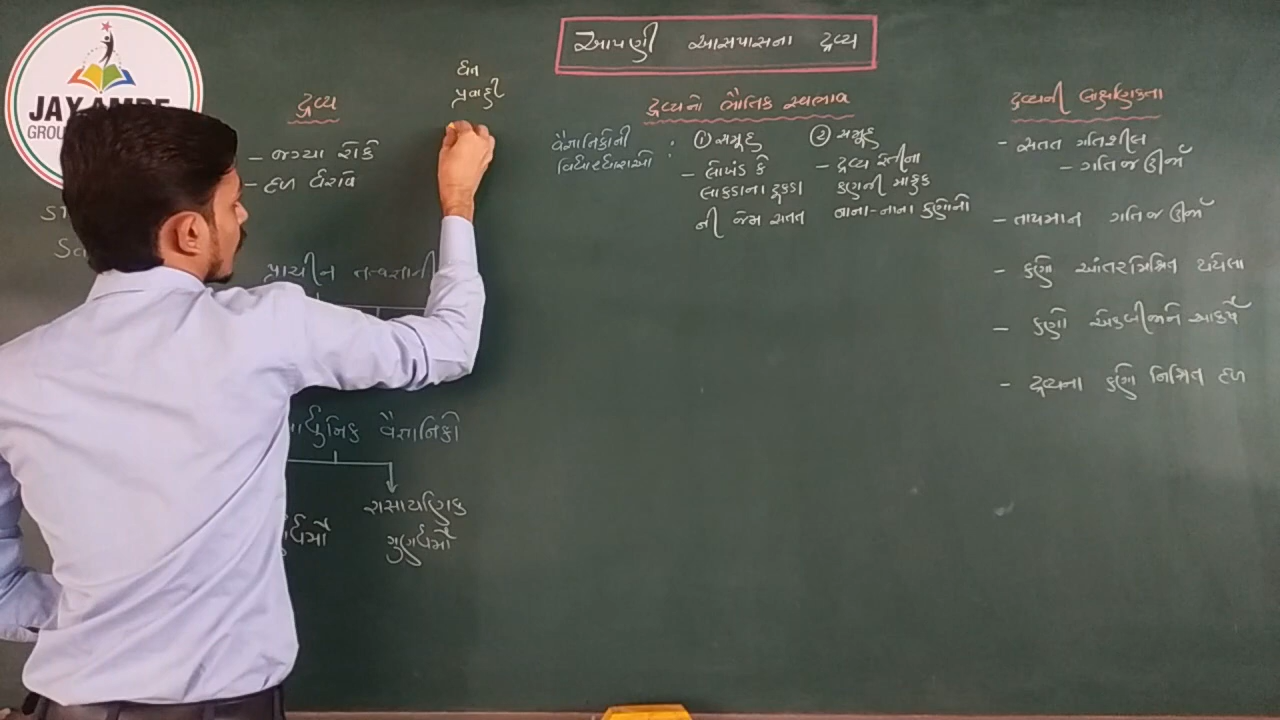 આપણી આસપાસના દ્રવ્ય
JAY AMBE
GROU
દ્રવ્ય
- જગ્યા રોકે
- દળ ધરાવે
ઘન
પ્રવાહી
પ્રાચીન તત્વજ્ઞાની
આધુનિક વૈજ્ઞાનિકો
રાસાયણિક
ગુણધર્મો
દ્રવ્યનો ભૌતિક સ્વભાવ
વૈજ્ઞાનિકોની
વિચારધારાઓ :
① સમૂહ
- લોખંડ કે
લાકડાના ટુકડા
ની જેમ સતત
② સમૂહ
- દ્રવ્ય રેતીના
કણની માફક
નાના-નાના કણોનો
દ્રવ્યની લાક્ષણિકતા
- સતત ગતિશીલ
- ગતિજ ઊર્જા
- તાપમાન ગતિજ ઊર્જા
- કણો આંતરમિશ્રિત થયેલા
- કણો એકબીજાને આકર્ષે
- દ્રવ્યના કણો નિશ્ચિત દળ